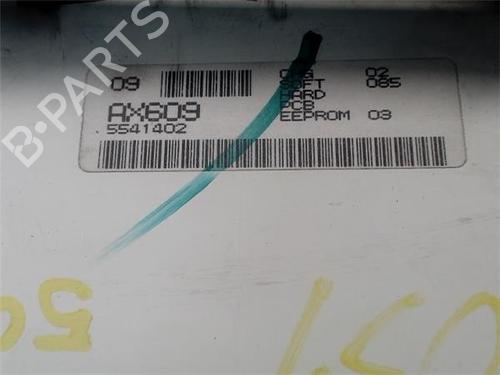 B-PARTS
09
AX609
5541402
02
SOFT 085
HARD
PCB
EEPROM 03